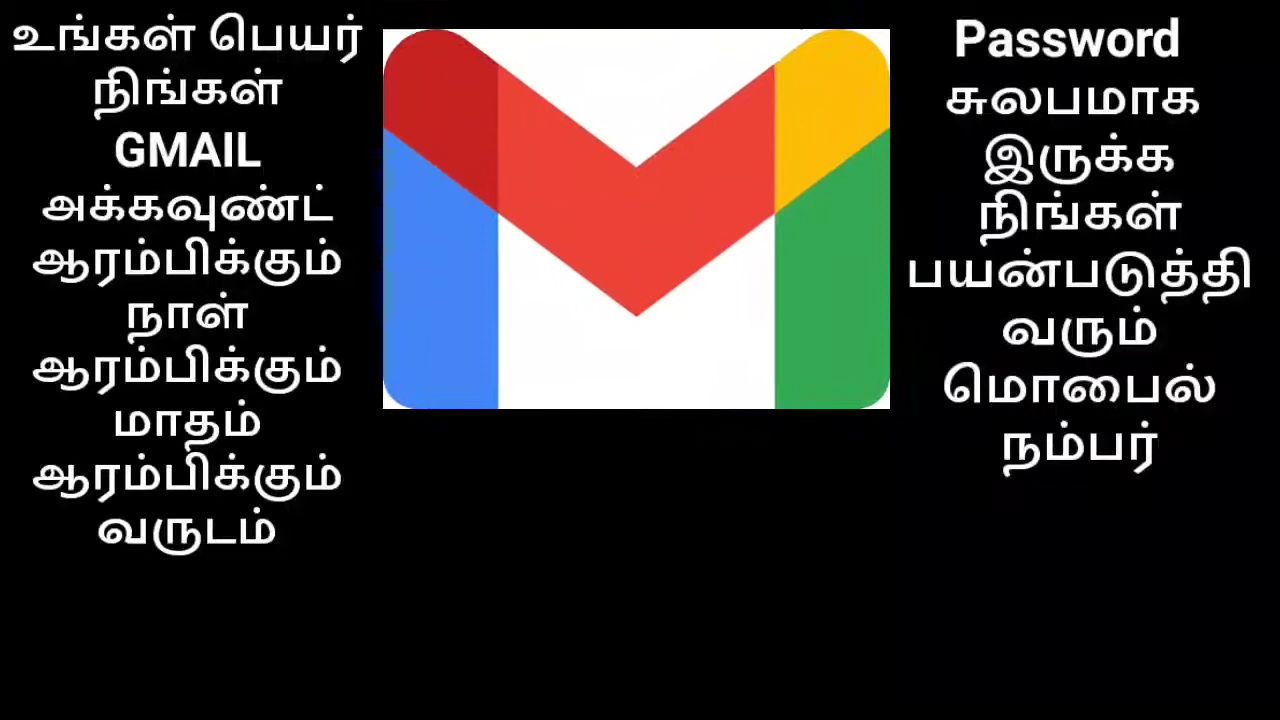 உங்கள் பெயர்
நிங்கள்
GMAIL
அக்கவுண்ட்
ஆரம்பிக்கும்
நாள்
ஆரம்பிக்கும்
மாதம்
ஆரம்பிக்கும்
வருடம்
Password
சுலபமாக
இருக்க
நிங்கள்
பயன்படுத்தி
வரும்
மொபைல்
நம்பர்